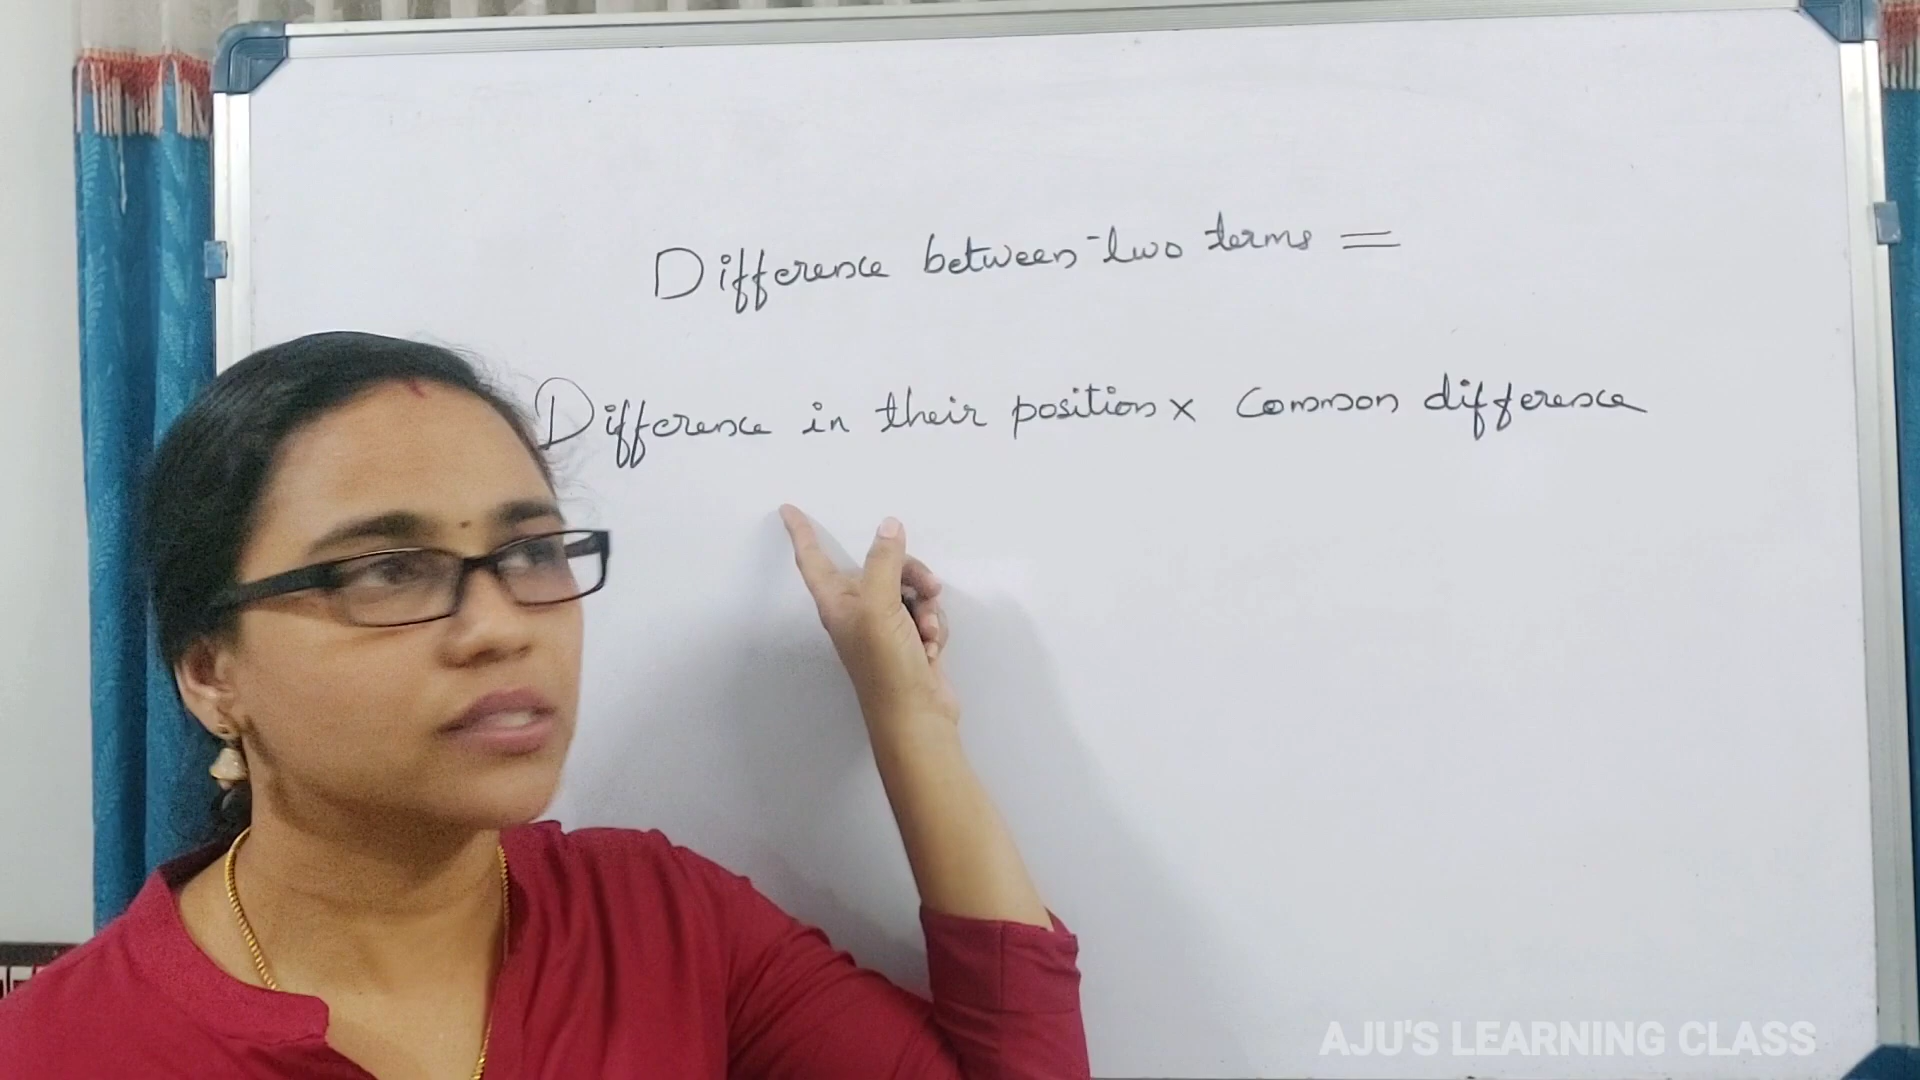 Difference between two terms =
Difference in their position x Common difference
AJU'S LEARNING CLASS